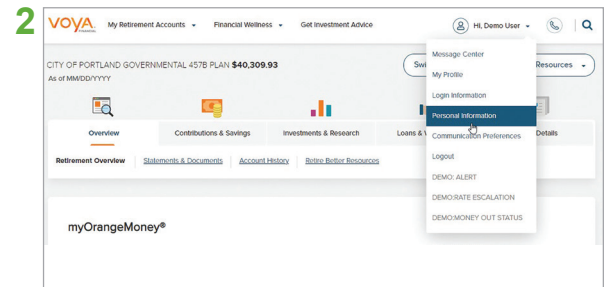 2
VOYA
FINANCIAL
My Retirement Accounts
Financial Wellness
Get Investment Advice
Hi, Demo User
CITY OF PORTLAND GOVERNMENTAL 457B PLAN $40,309.93
As of MM/DD/YYYY
Resources
Message Center
My Profile
Login Information
Personal Information
Communication Preferences
Logout
DEMO: ALERT
DEMO:RATE ESCALATION
DEMO:MONEY OUT STATUS
Overview
Contributions & Savings
Investments & Research
Loans &
Details
Retirement Overview
Statements & Documents
Account History
Retire Better Resources
myOrangeMoney®